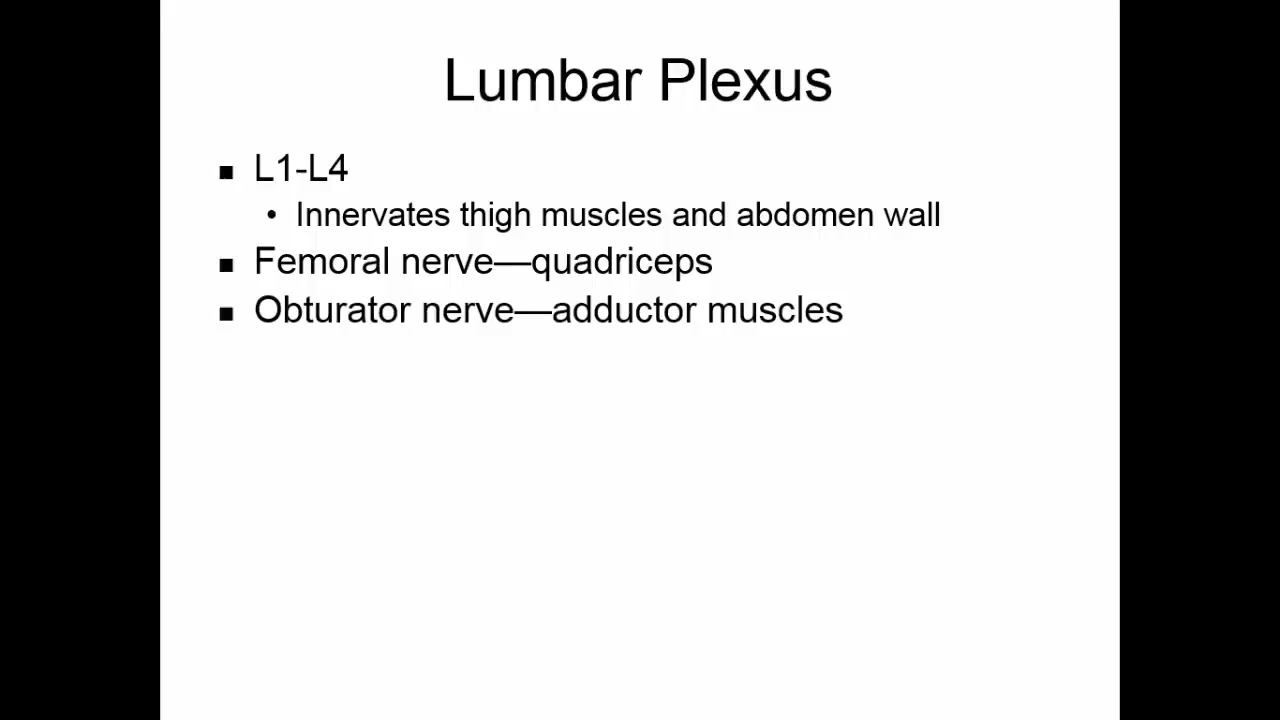 Lumbar Plexus
▪ L1-L4
• Innervates thigh muscles and abdomen wall
▪ Femoral nerve—quadriceps
▪ Obturator nerve—adductor muscles